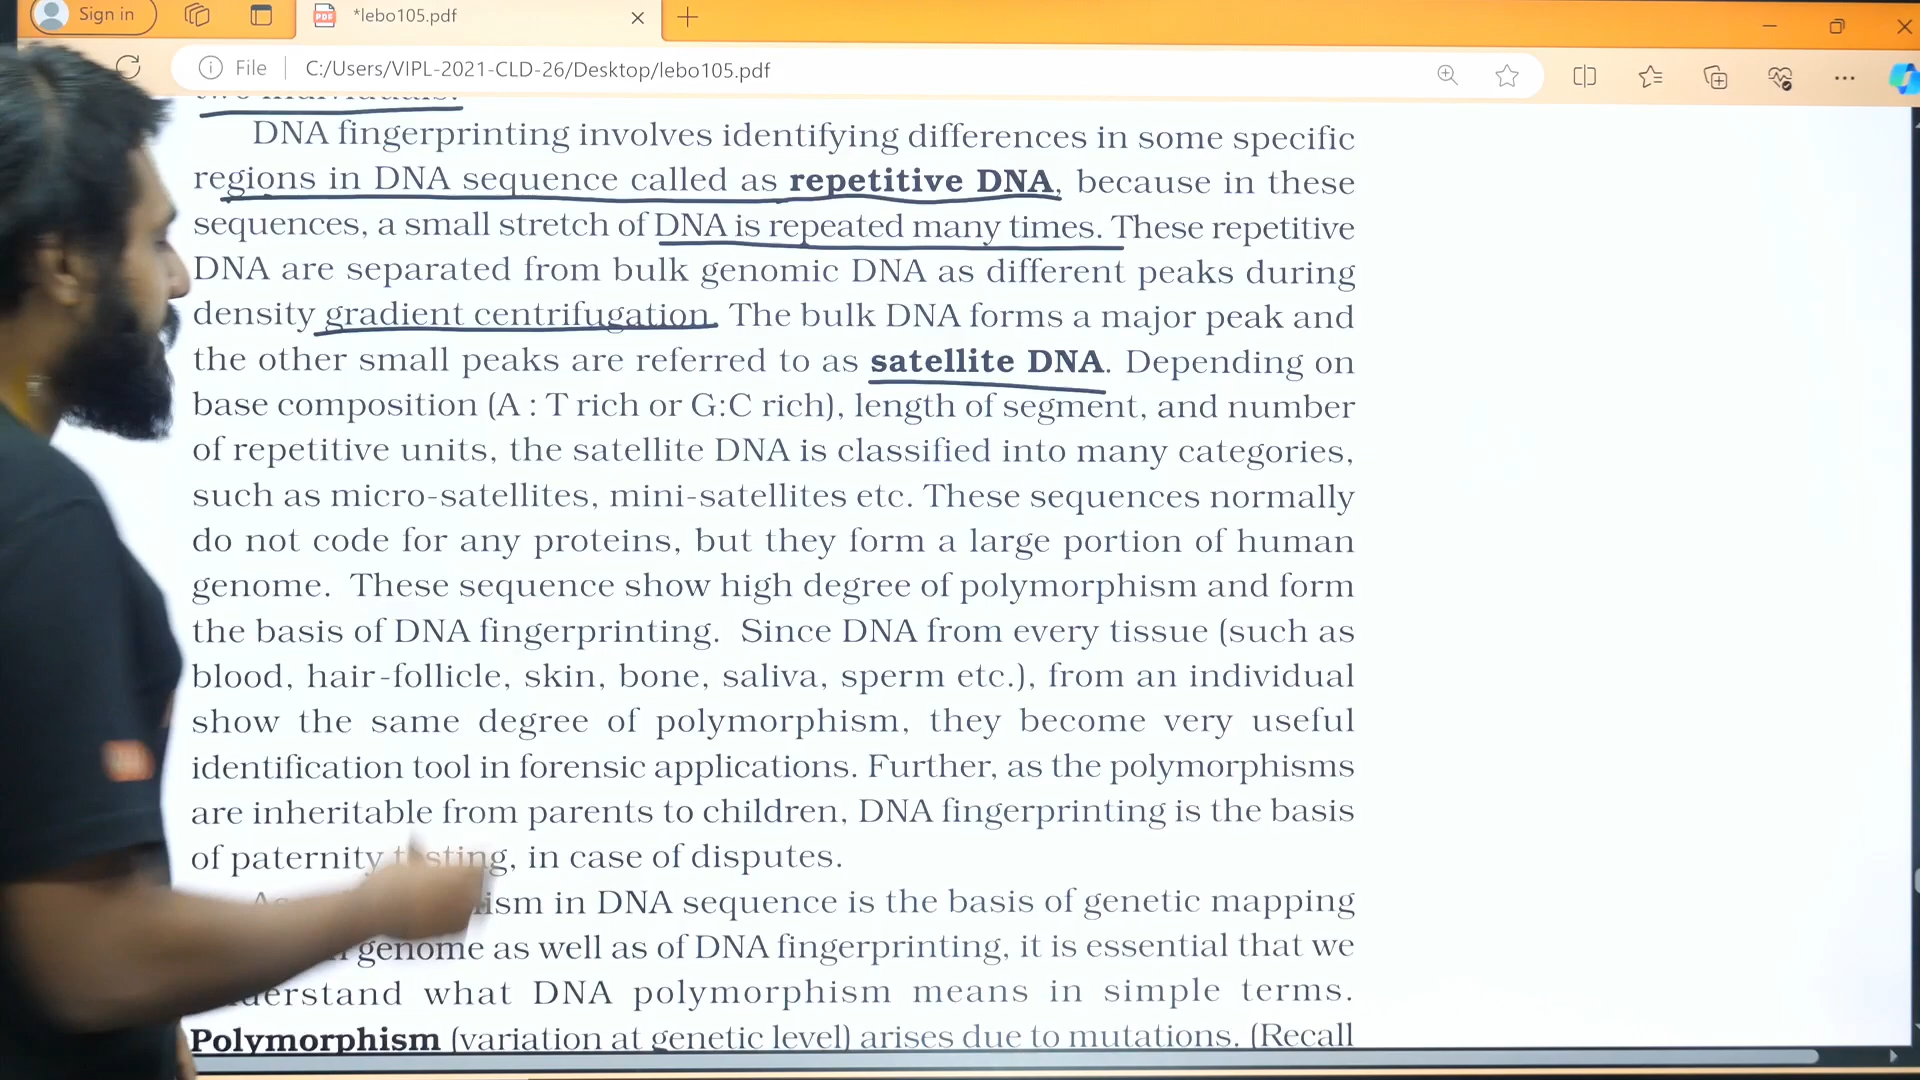 Sign in
*lebo105.pdf
File
C:/Users/VIPL-2021-CLD-26/Desktop/lebo105.pdf
two individuals.
DNA fingerprinting involves identifying differences in some specific
regions in DNA sequence called as repetitive DNA, because in these
sequences, a small stretch of DNA is repeated many times. These repetitive
DNA are separated from bulk genomic DNA as different peaks during
density gradient centrifugation. The bulk DNA forms a major peak and
the other small peaks are referred to as satellite DNA. Depending on
base composition (A : T rich or G:C rich), length of segment, and number
of repetitive units, the satellite DNA is classified into many categories,
such as micro-satellites, mini-satellites etc. These sequences normally
do not code for any proteins, but they form a large portion of human
genome. These sequence show high degree of polymorphism and form
the basis of DNA fingerprinting. Since DNA from every tissue (such as
blood, hair-follicle, skin, bone, saliva, sperm etc.), from an individual
show the same degree of polymorphism, they become very useful
identification tool in forensic applications. Further, as the polymorphisms
are inheritable from parents to children, DNA fingerprinting is the basis
of paternity testing, in case of disputes.
in DNA sequence is the basis of genetic mapping
genome as well as of DNA fingerprinting, it is essential that we
understand what DNA polymorphism means in simple terms.
Polymorphism (variation at genetic level) arises due to mutations. (Recall